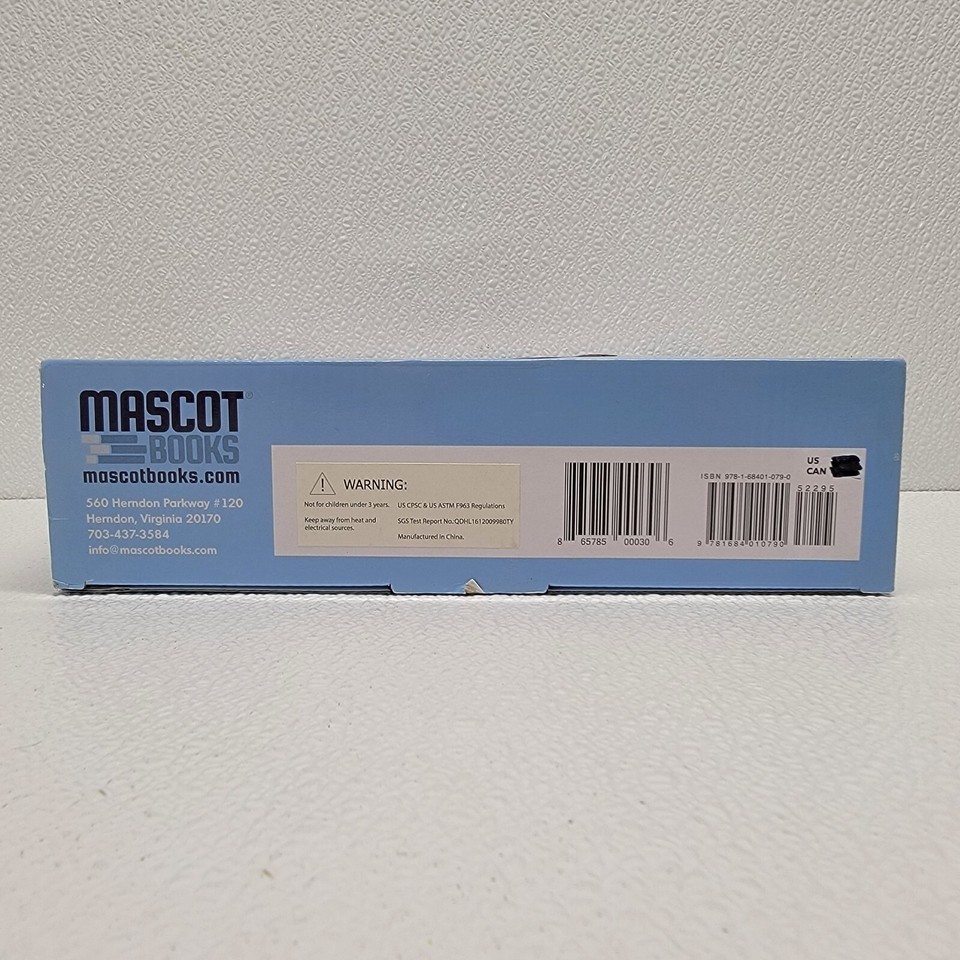 MASCOT®
BOOKS
mascotbooks.com
560 Herndon Parkway #120
Herndon, Virginia 20170
703-437-3584
info@mascotbooks.com
WARNING:
Not for children under 3 years. US CPSC & US ASTM F963 Regulations
Keep away from heat and SGS Test Report No.:QDHL1612009980TY
electrical sources.
Manufactured In China.
8 65785 00030 6
US
CAN
ISBN 978-1-68401-079-0
52295
9 781684 010790